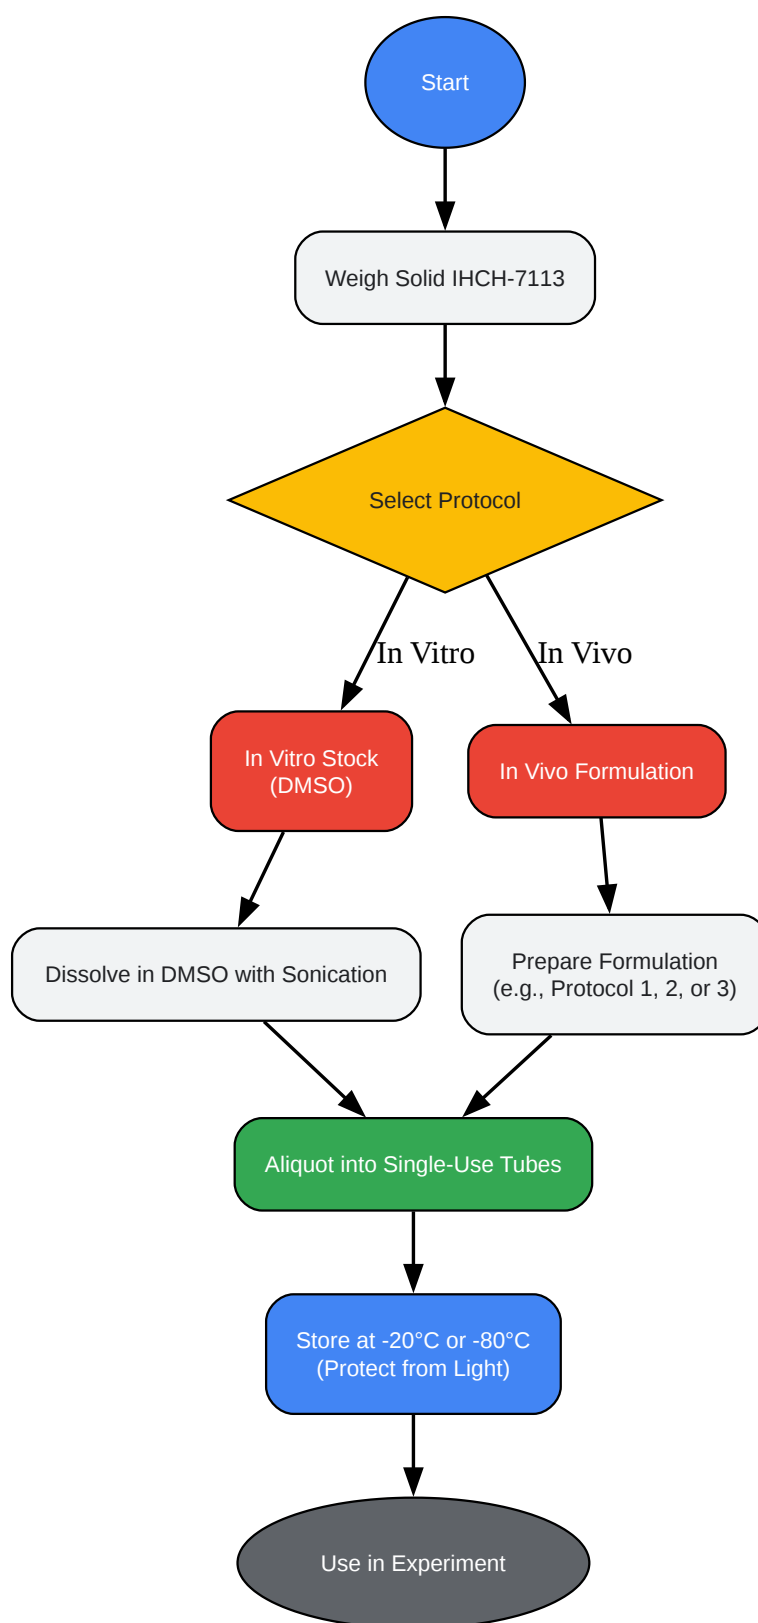 Start
Weigh Solid IHCH-7113
Select Protocol
In Vitro
In Vivo
In Vitro Stock
(DMSO)
In Vivo Formulation
Dissolve in DMSO with Sonication
Prepare Formulation
(e.g., Protocol 1, 2, or 3)
Aliquot into Single-Use Tubes
Store at -20°C or -80°C
(Protect from Light)
Use in Experiment